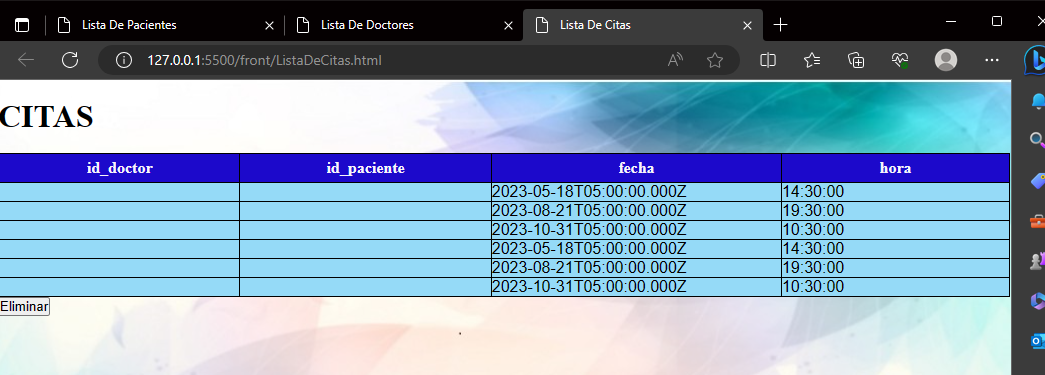 Lista De Pacientes
Lista De Doctores
Lista De Citas
127.0.0.1:5500/front/ListaDeCitas.html
CITAS
id_doctor id_paciente fecha hora
2023-05-18T05:00:00.000Z 14:30:00
2023-08-21T05:00:00.000Z 19:30:00
2023-10-31T05:00:00.000Z 10:30:00
2023-05-18T05:00:00.000Z 14:30:00
2023-08-21T05:00:00.000Z 19:30:00
2023-10-31T05:00:00.000Z 10:30:00
Eliminar